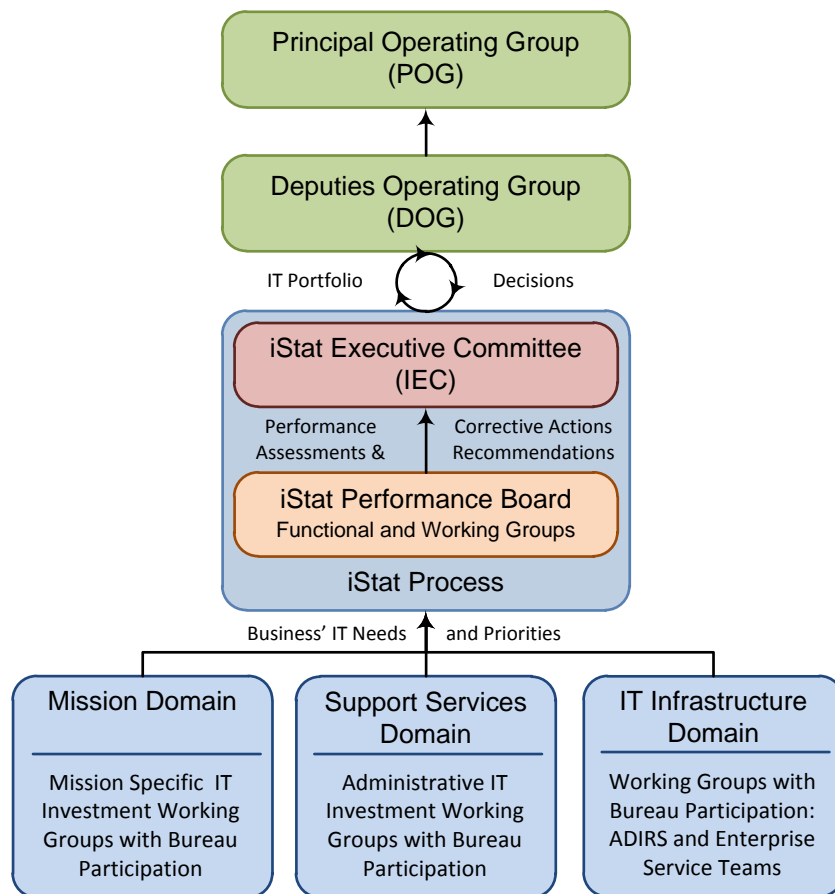 Principal Operating Group
(POG)
Deputies Operating Group
(DOG)
IT Portfolio Decisions
iStat Executive Committee
(IEC)
Performance Corrective Actions
Assessments & Recommendations
iStat Performance Board
Functional and Working Groups
iStat Process
Business’ IT Needs and Priorities
Mission Domain
Mission Specific IT
Investment Working
Groups with Bureau
Participation
Support Services
Domain
Administrative IT
Investment Working
Groups with Bureau
Participation
IT Infrastructure
Domain
Working Groups with
Bureau Participation:
ADIRS and Enterprise
Service Teams